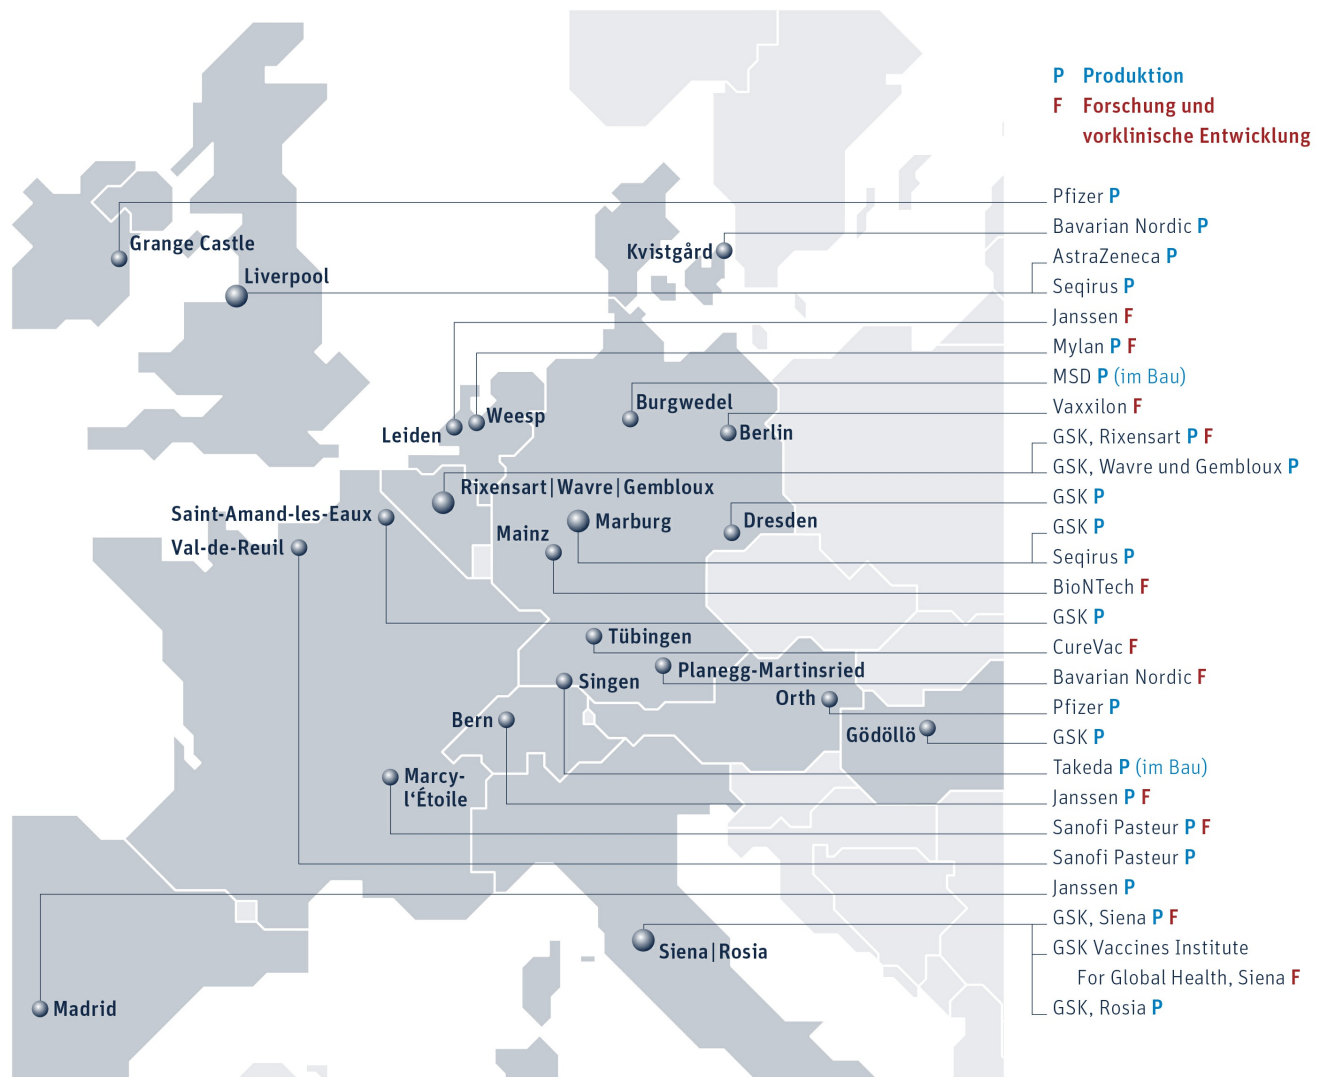 P Produktion
F Forschung und
vorklinische Entwicklung
Pfizer P
Bavarian Nordic P
AstraZeneca P
Seqirus P
Janssen F
Mylan P F
MSD P (im Bau)
Vaxxilon F
GSK, Rixensart P F
GSK, Wavre und Gembloux P
GSK P
GSK P
Seqirus P
BioNTech F
GSK P
CureVac F
Bavarian Nordic F
Pfizer P
GSK P
Takeda P (im Bau)
Janssen P F
Sanofi Pasteur P F
Sanofi Pasteur P
Janssen P
GSK, Siena P F
GSK Vaccines Institute
For Global Health, Siena F
GSK, Rosia P
Grange Castle
Liverpool
Kvistgård
Leiden
Weesp
Burgwedel
Berlin
Rixensart|Wavre|Gembloux
Saint-Amand-les-Eaux
Val-de-Reuil
Marburg
Mainz
Dresden
Tübingen
Planegg-Martinsried
Singen
Orth
Bern
Gödöllö
Marcy-
l‘Étoile
Siena|Rosia
Madrid